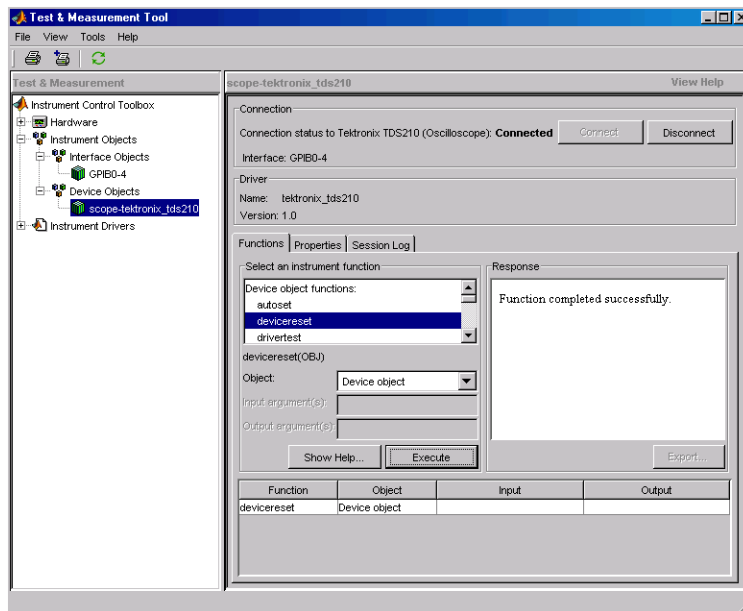 Test & Measurement Tool
File View Tools Help
Test & Measurement
Instrument Control Toolbox
Hardware
Instrument Objects
Interface Objects
GPIB0-4
Device Objects
scope-tektronix_tds210
Instrument Drivers
scope-tektronix_tds210 View Help
Connection
Connection status to Tektronix TDS210 (Oscilloscope): Connected Connect Disconnect
Interface: GPIB0-4
Driver
Name: tektronix_tds210
Version: 1.0
Functions Properties Session Log
Select an instrument function
Device object functions:
autoset
devicereset
drivertest
devicereset(OBJ)
Object: Device object
Input argument(s):
Output argument(s):
Show Help... Execute
Response
Function completed successfully.
Export...
Function Object Input Output
devicereset Device object